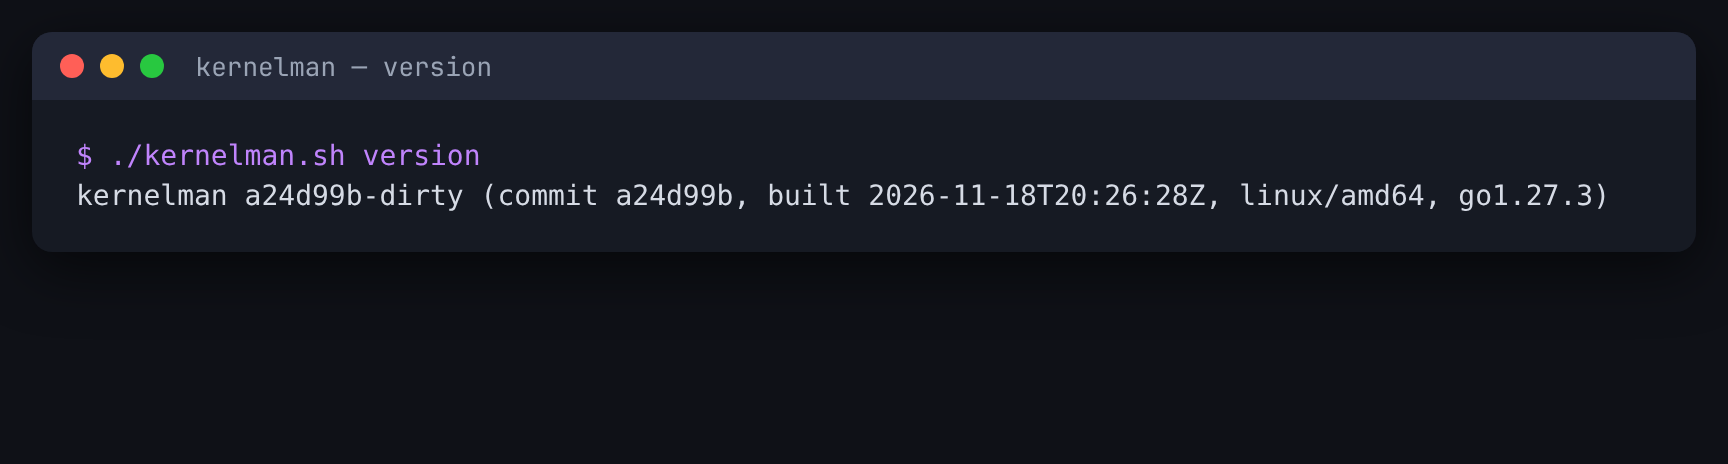 kernelman — version
$ ./kernelman.sh version
kernelman a24d99b-dirty (commit a24d99b, built 2026-11-18T20:26:28Z, linux/amd64, go1.27.3)